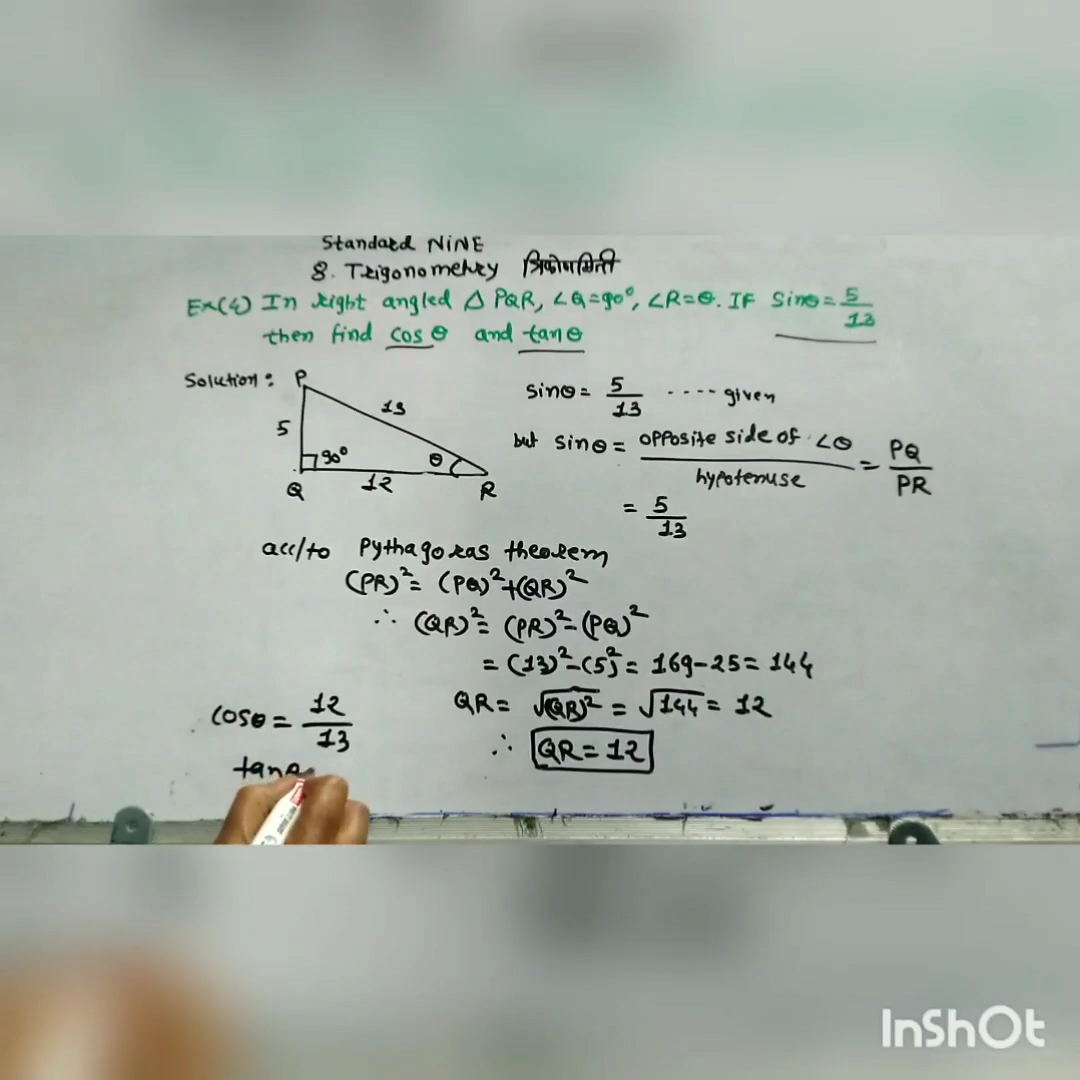 Standard NINE
8. Trigonometry त्रिकोणमिती
Ex(4) In right angled △ PQR, ∠Q=90°, ∠R=θ. IF Sinθ= 5/13
then find cos θ and tan θ
Solution:
P
5
13
90°
θ
Q
12
R
Sinθ= 5/13 ---- given
but Sinθ= opposite side of ∠θ / hypotenuse = PQ/PR
= 5/13
acc/to Pythagoras theorem
(PR)²= (PQ)²+(QR)²
∴ (QR)²= (PR)²-(PQ)²
= (13)²-(5)²= 169-25= 144
QR= √(QR)² = √144= 12
∴ QR=12
cosθ= 12/13
tanθ
InShOt